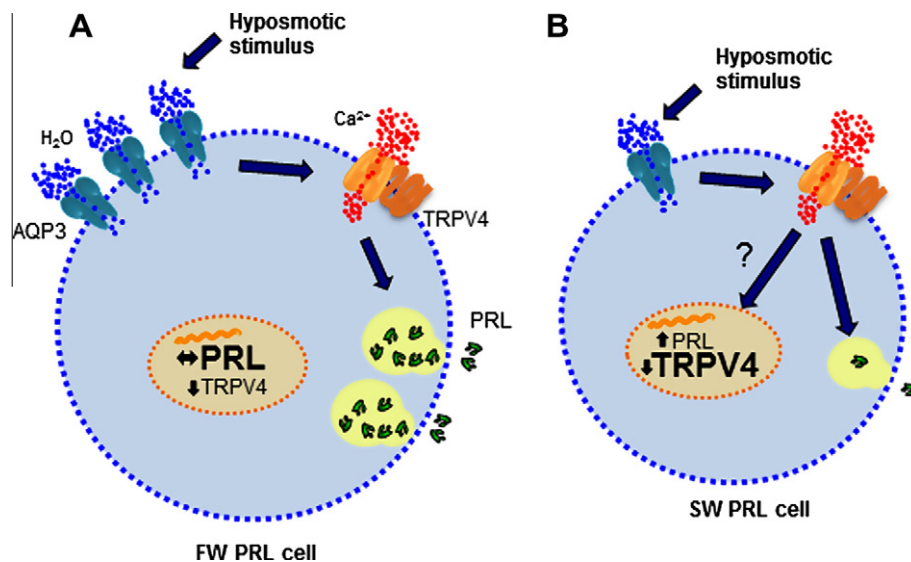 A
Hyposmotic
stimulus
H₂O
Ca²⁺
AQP3
TRPV4
PRL
↔PRL
⬇TRPV4
FW PRL cell
B
Hyposmotic
stimulus
?
⬆PRL
⬇TRPV4
SW PRL cell